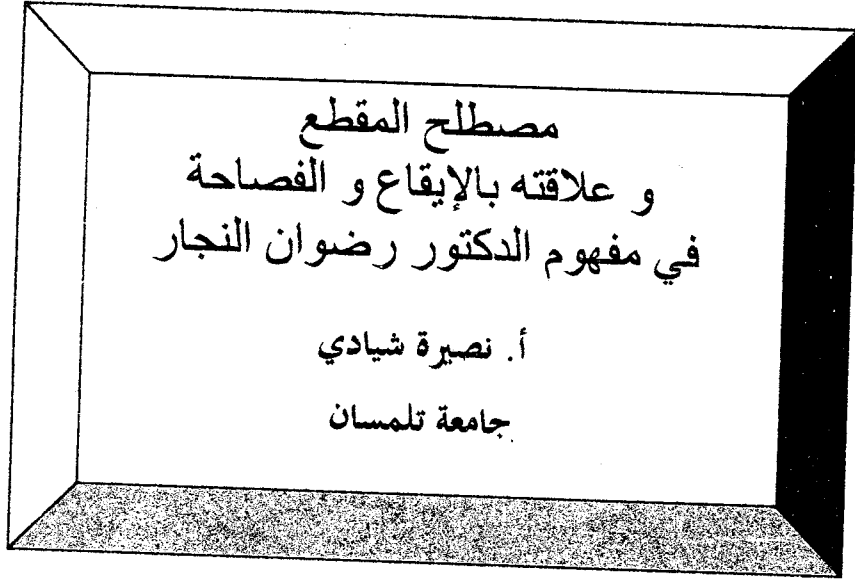 مصطلح المقطع
و علاقته بالإيقاع و الفصاحة
في مفهوم الدكتور رضوان النجار
أ. نصيرة شيادي
جامعة تلمسان